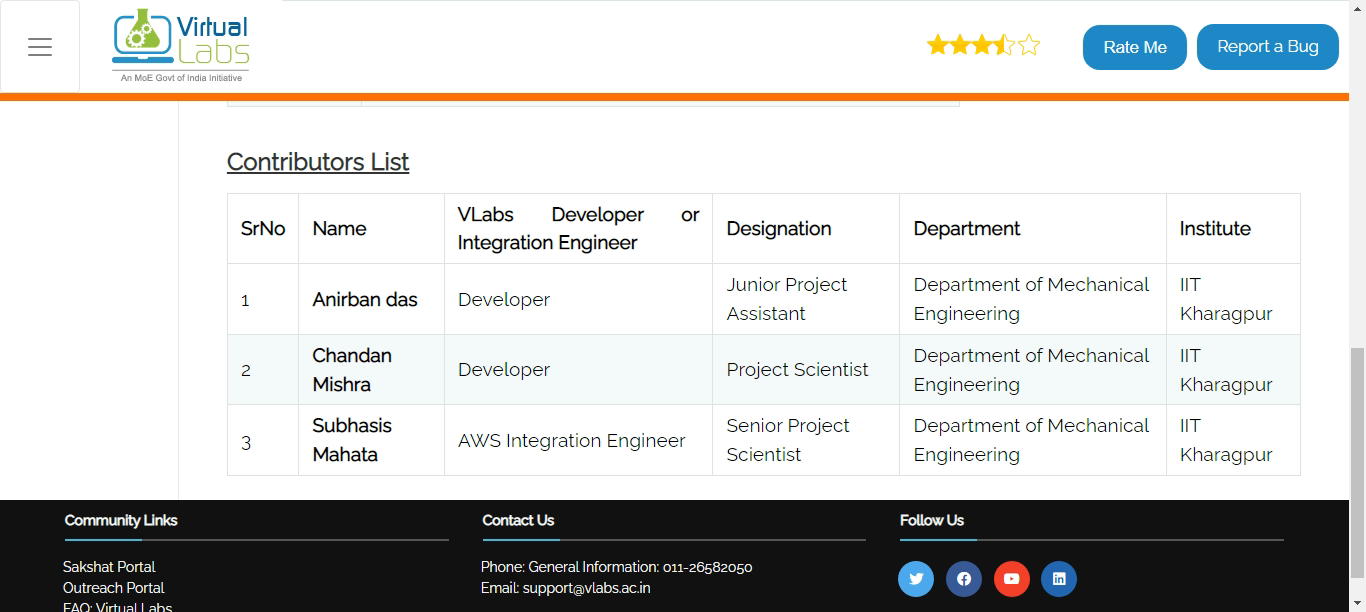 Virtual
Labs
An MoE Govt of India Initiative
Rate Me
Report a Bug
Contributors List
SrNo
Name
VLabs Developer or
Integration Engineer
Designation
Department
Institute
1
Anirban das
Developer
Junior Project
Assistant
Department of Mechanical
Engineering
IIT
Kharagpur
2
Chandan
Mishra
Developer
Project Scientist
Department of Mechanical
Engineering
IIT
Kharagpur
3
Subhasis
Mahata
AWS Integration Engineer
Senior Project
Scientist
Department of Mechanical
Engineering
IIT
Kharagpur
Community Links
Sakshat Portal
Outreach Portal
FAQ: Virtual Labs
Contact Us
Phone: General Information: 011-26582050
Email: support@vlabs.ac.in
Follow Us